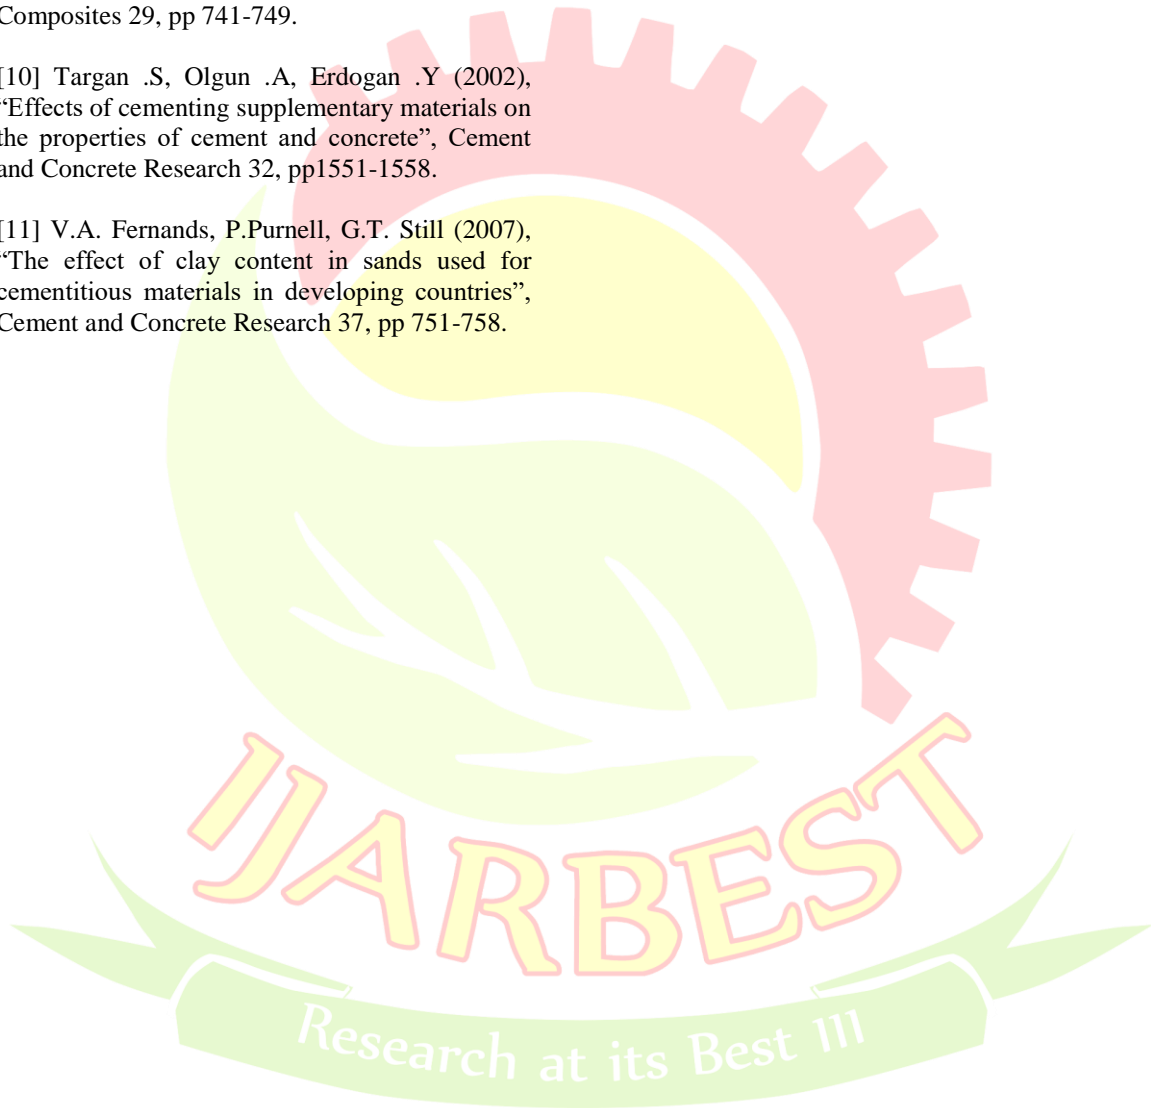 Composites 29, pp 741-749.
[10] Targan .S, Olgun .A, Erdogan .Y (2002),
“Effects of cementing supplementary materials on
the properties of cement and concrete”, Cement
and Concrete Research 32, pp1551-1558.
[11] V.A. Fernands, P.Purnell, G.T. Still (2007),
“The effect of clay content in sands used for
cementitious materials in developing countries”,
Cement and Concrete Research 37, pp 751-758.
IJARBEST
Research at its Best !!!